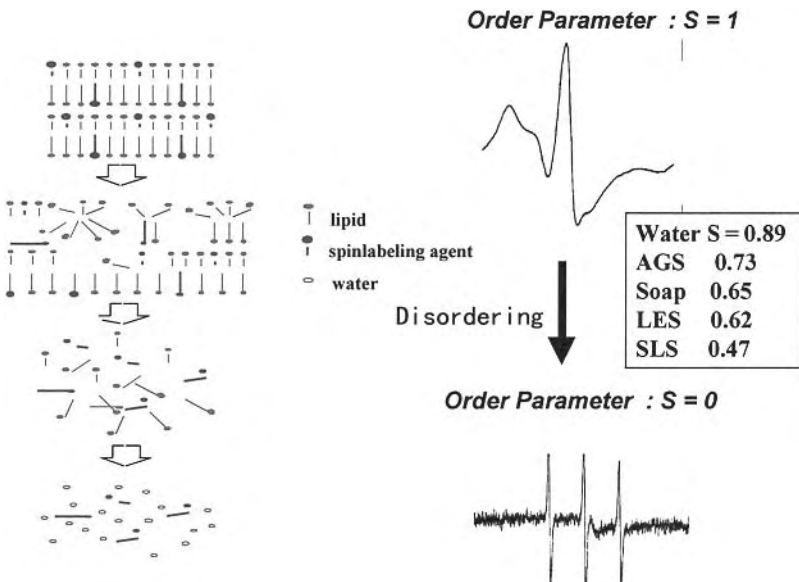 Order Parameter : S = 1
lipid
spinlabeling agent
water
Water S = 0.89
AGS 0.73
Soap 0.65
LES 0.62
SLS 0.47
Disordering
Order Parameter : S = 0